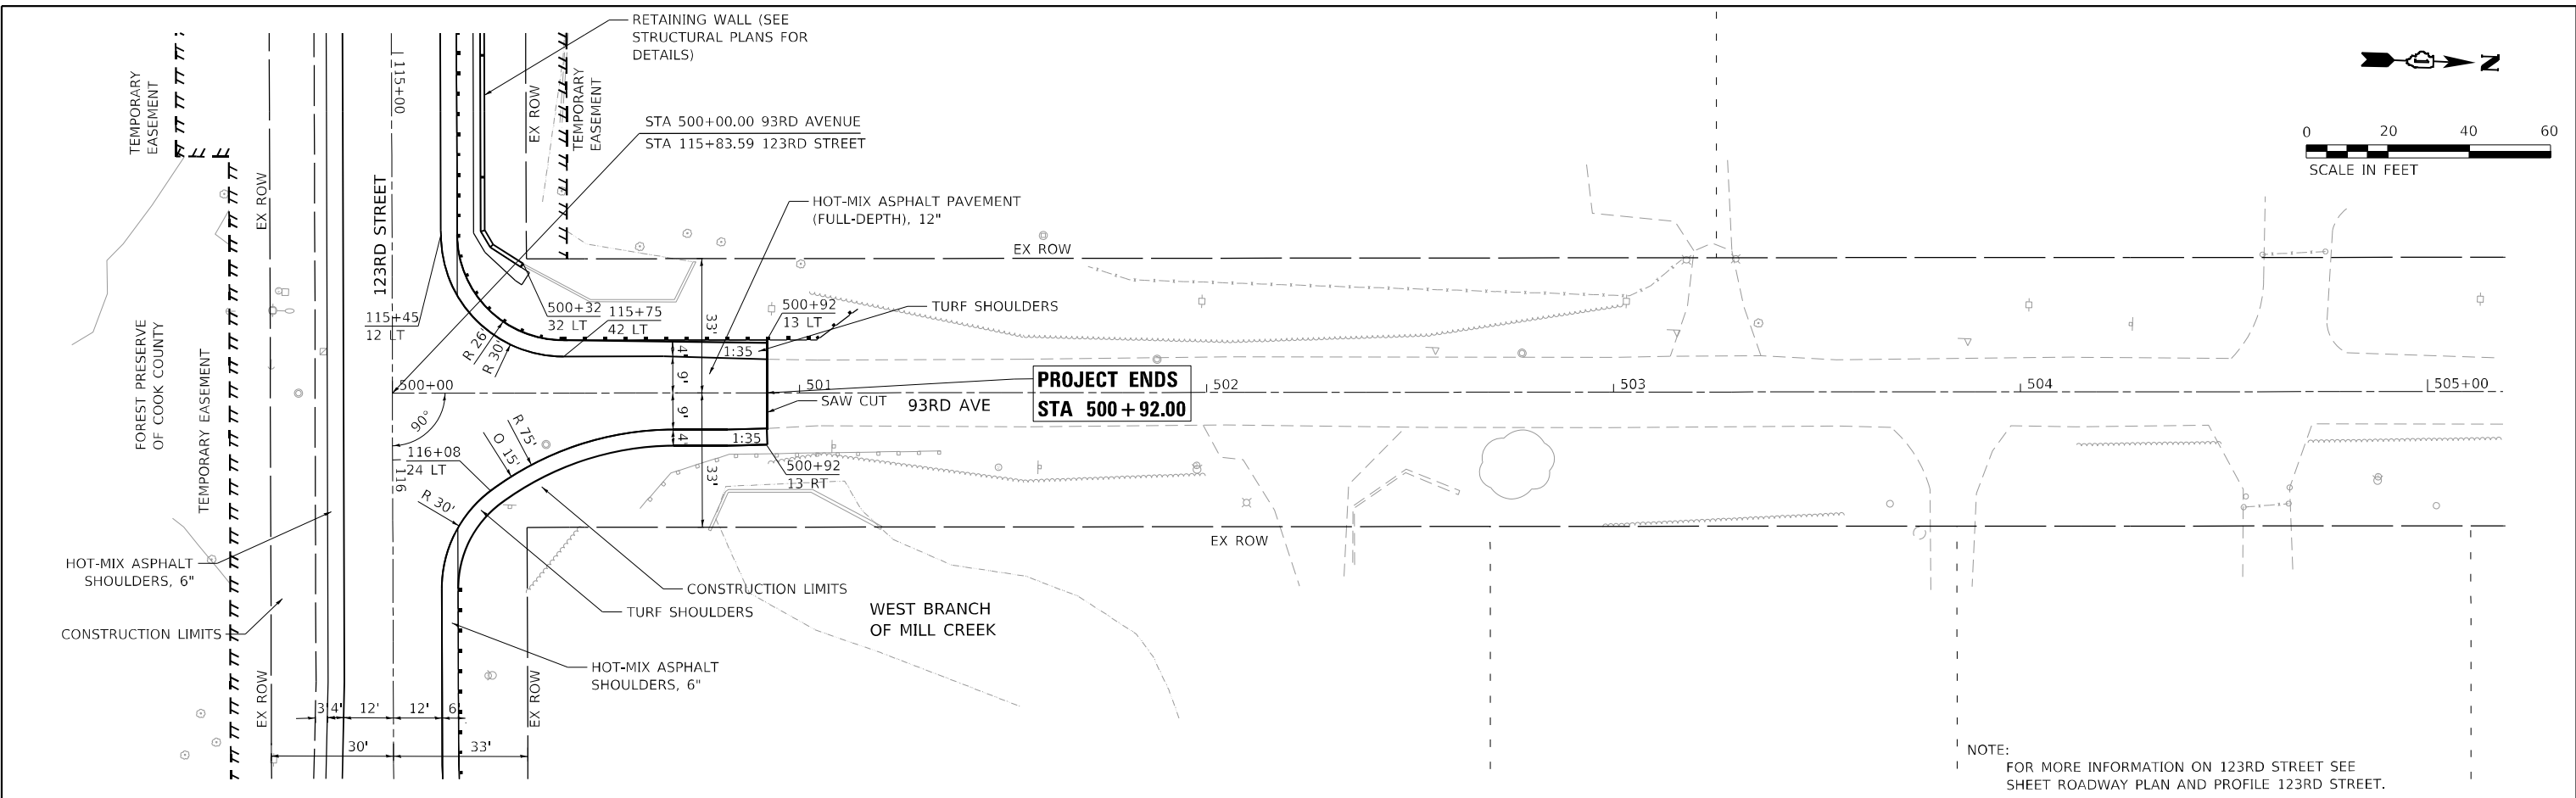 RETAINING WALL (SEE
STRUCTURAL PLANS FOR
DETAILS)
N
0 20 40 60
SCALE IN FEET
TEMPORARY
EASEMENT
115+00
EX ROW
TEMPORARY
EASEMENT
STA 500+00.00 93RD AVENUE
STA 115+83.59 123RD STREET
EX ROW
123RD STREET
HOT-MIX ASPHALT PAVEMENT
(FULL-DEPTH), 12"
EX ROW
115+45
12 LT
500+32
32 LT
115+75
42 LT
33'
500+92
13 LT
TURF SHOULDERS
R 26'
R 30'
4'
1:35
9'
FOREST PRESERVE
OF COOK COUNTY
TEMPORARY EASEMENT
500+00
501
502
503
504
505+00
PROJECT ENDS
STA 500+92.00
SAW CUT
93RD AVE
90°
9'
4'
1:35
R 75'
O 15'
116+08
24 LT
116
R 30'
33'
500+92
13 RT
EX ROW
HOT-MIX ASPHALT
SHOULDERS, 6"
CONSTRUCTION LIMITS
TURF SHOULDERS
WEST BRANCH
OF MILL CREEK
CONSTRUCTION LIMITS
HOT-MIX ASPHALT
SHOULDERS, 6"
EX ROW
EX ROW
3' 4' 12' 12' 6'
30' 33'
NOTE:
FOR MORE INFORMATION ON 123RD STREET SEE
SHEET ROADWAY PLAN AND PROFILE 123RD STREET.